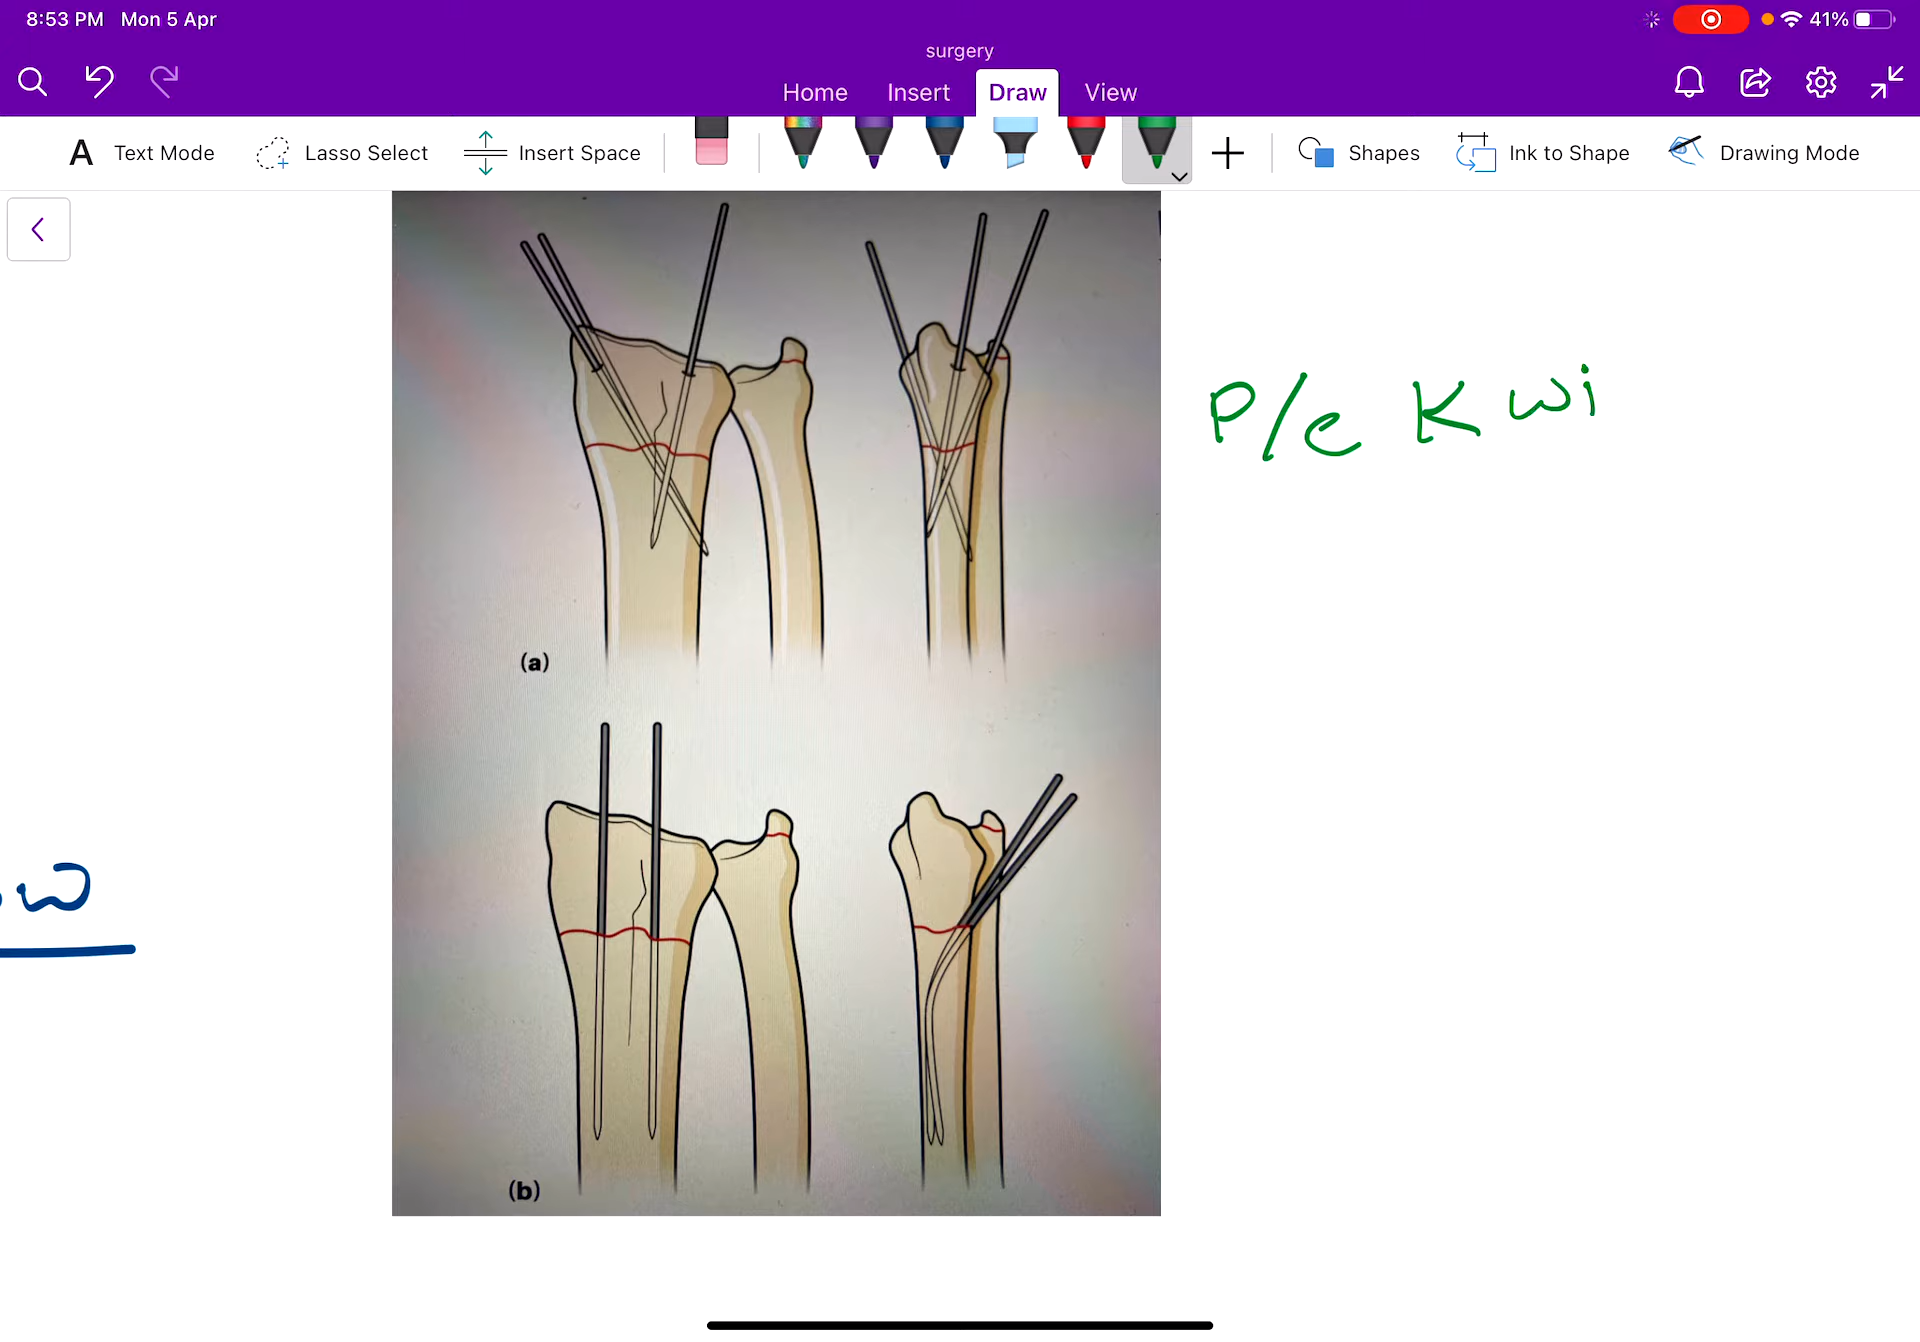 8:53 PM Mon 5 Apr
41%
surgery
Home Insert Draw View
A Text Mode Lasso Select Insert Space Shapes Ink to Shape Drawing Mode
P/c K wi
(a)
(b)